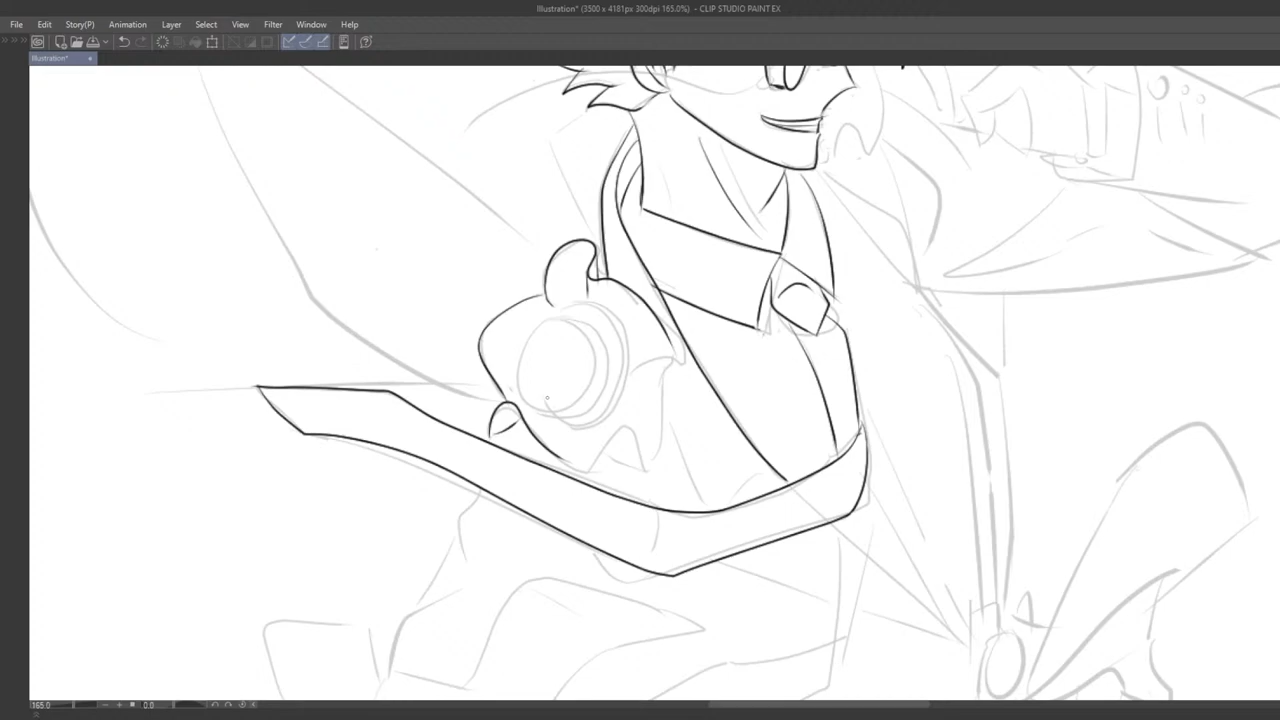 Illustration* (3500 x 4181px 300dpi 165.0%) - CLIP STUDIO PAINT EX
File Edit Story(P) Animation Layer Select View Filter Window Help
Illustration*
165.0 0.0